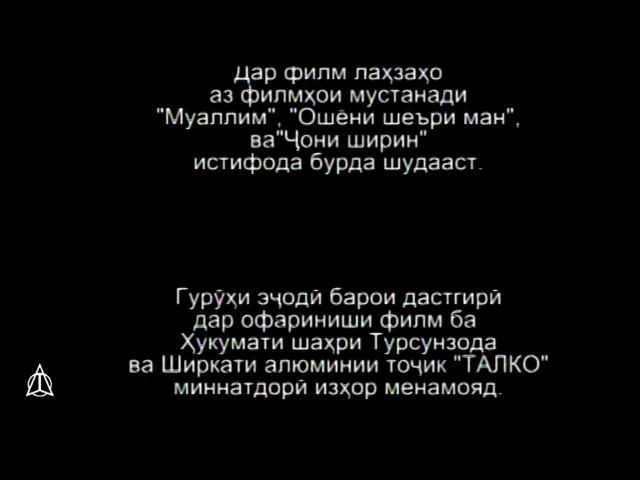 Дар филм лаҳзаҳо
аз филмҳои мустанади
"Муаллим", "Ошёни шеъри ман",
ва"Ҷони ширин"
истифода бурда шудааст.
Гурӯҳи эҷодӣ барои дастгирӣ
дар офариниши филм ба
Ҳукумати шаҳри Турсунзода
ва Ширкати алюминии тоҷик "ТАЛКО"
миннатдорӣ изҳор менамояд.